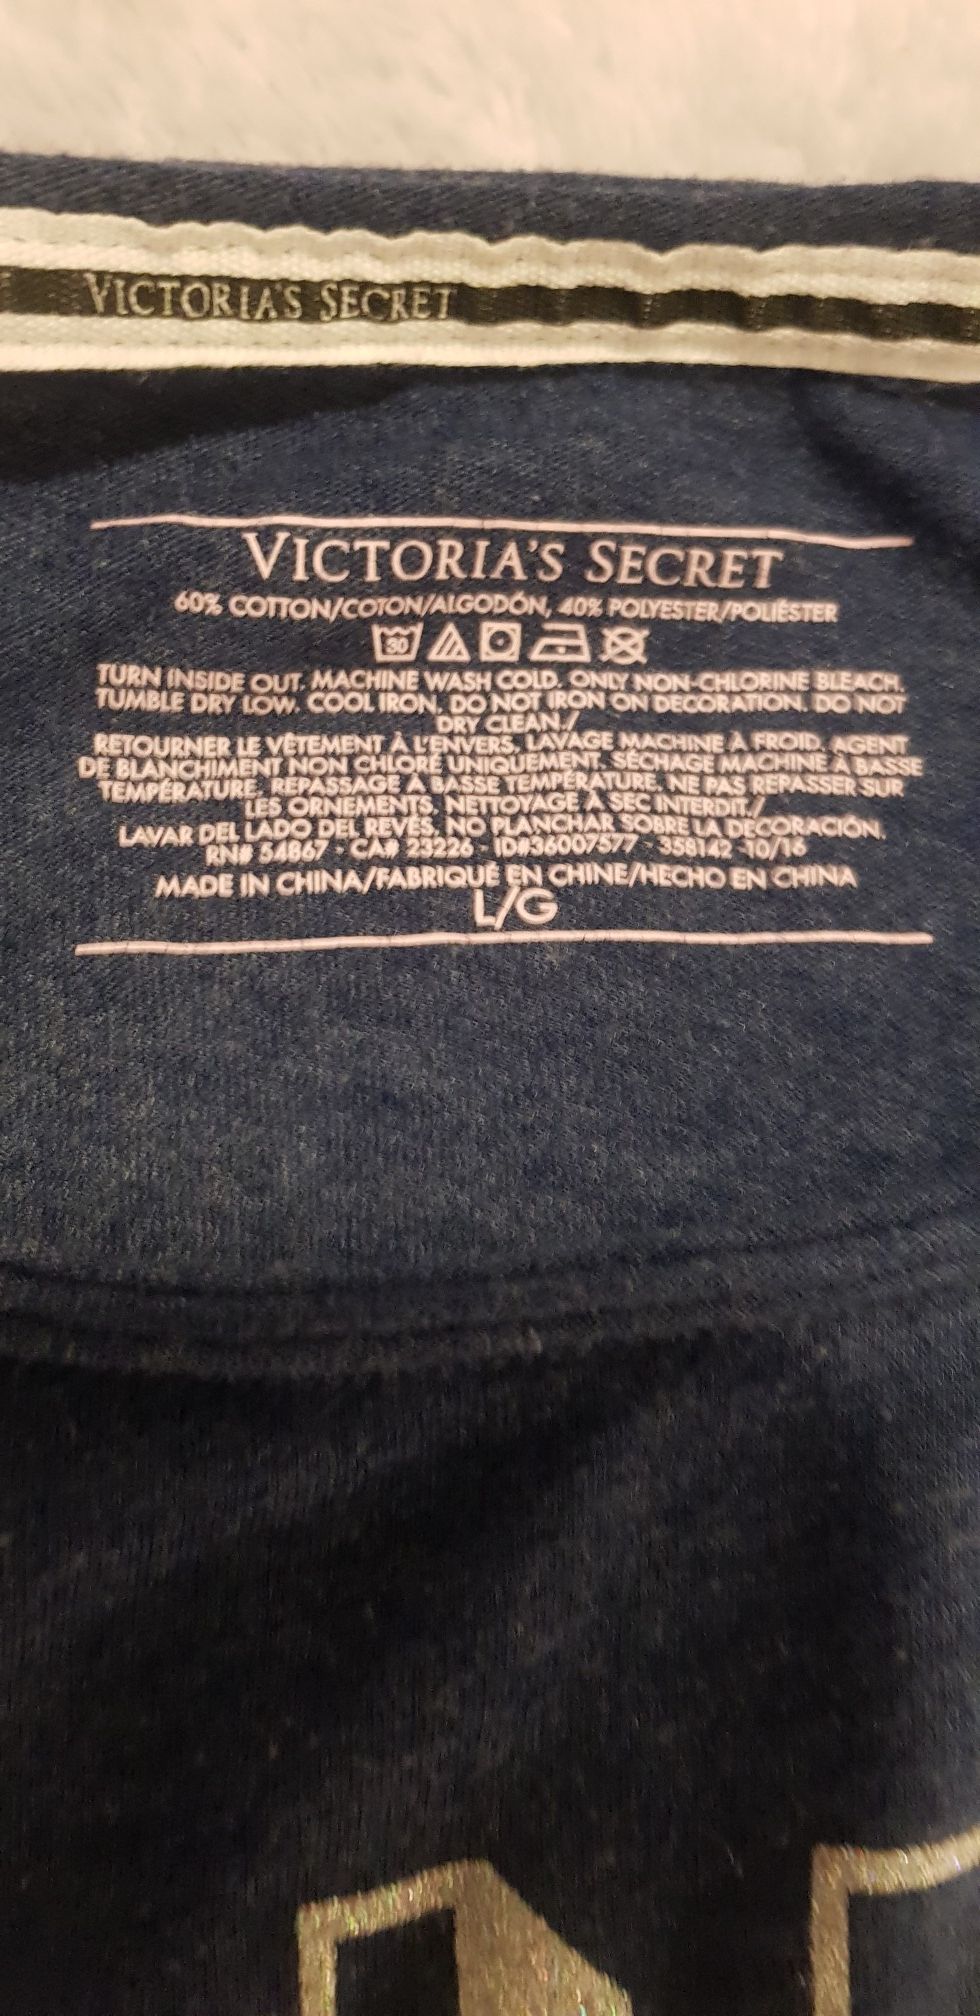 VICTORIA'S SECRET
VICTORIA'S SECRET
60% COTTON/COTON/ALGODÓN, 40% POLYESTER/POLIÉSTER
30
TURN INSIDE OUT. MACHINE WASH COLD. ONLY NON-CHLORINE BLEACH.
TUMBLE DRY LOW. COOL IRON. DO NOT IRON ON DECORATION. DO NOT
DRY CLEAN./
RETOURNER LE VÊTEMENT À L'ENVERS. LAVAGE MACHINE À FROID. AGENT
DE BLANCHIMENT NON CHLORÉ UNIQUEMENT. SÉCHAGE MACHINE À BASSE
TEMPÉRATURE. REPASSAGE À BASSE TEMPÉRATURE. NE PAS REPASSER SUR
LES ORNEMENTS. NETTOYAGE À SEC INTERDIT./
LAVAR DEL LADO DEL REVÉS. NO PLANCHAR SOBRE LA DECORACIÓN.
RN# 54867 - CA# 23226 - ID#36007577 - 358142 -10/16
MADE IN CHINA/FABRIQUÉ EN CHINE/HECHO EN CHINA
L/G